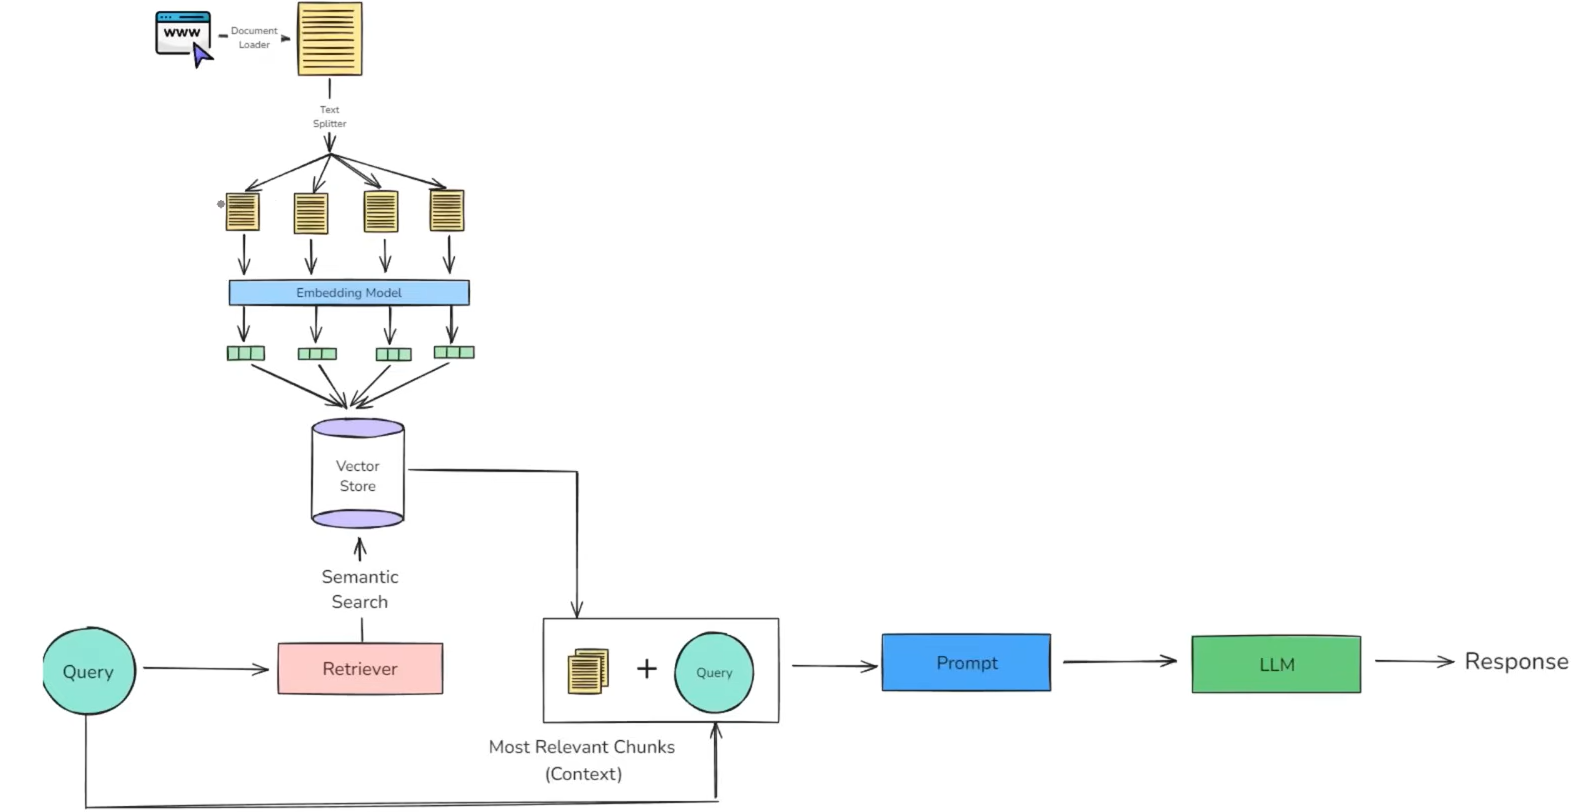 www
Document
Loader
Text
Splitter
Embedding Model
Vector
Store
Semantic
Search
Query
Retriever
Query
Prompt
LLM
Response
Most Relevant Chunks
(Context)